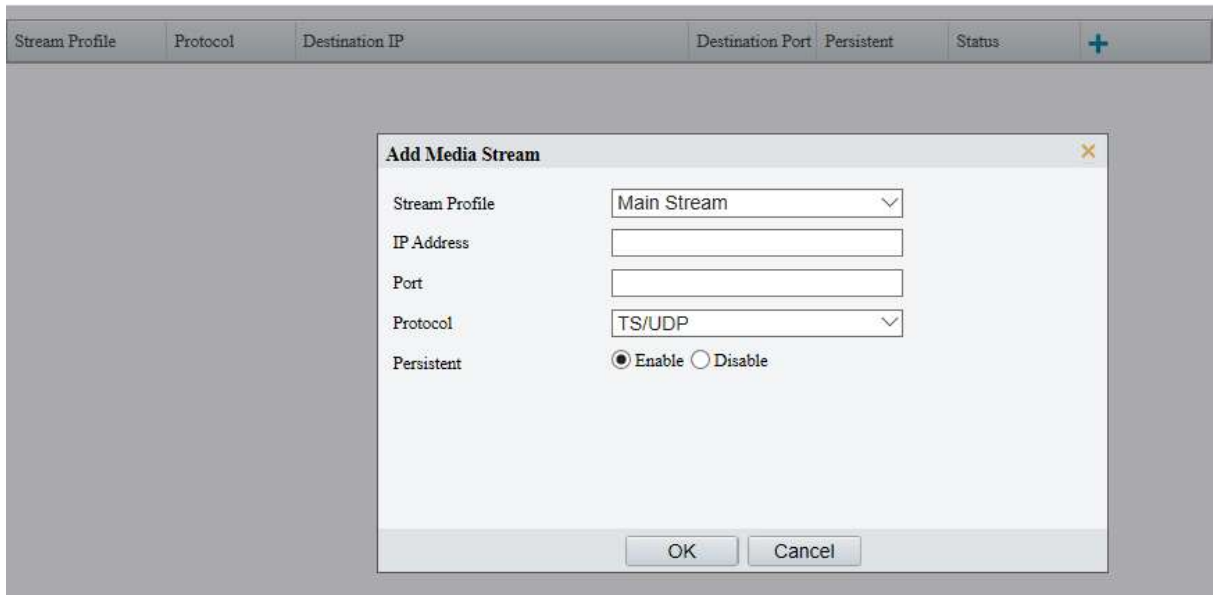 Stream Profile Protocol Destination IP Destination Port Persistent Status
Add Media Stream
Stream Profile Main Stream
IP Address
Port
Protocol TS/UDP
Persistent Enable Disable
OK Cancel